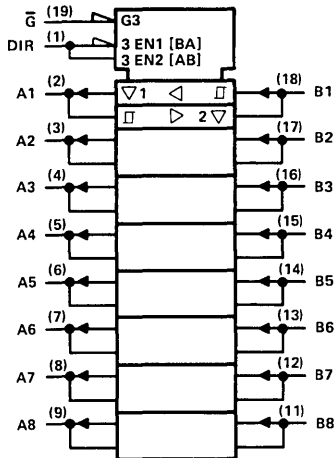 G̅ (19) G3
DIR (1) 3 EN1 [BA]
3 EN2 [AB]
A1 (2) ▽ 1 ◁ (18) B1
▷ 2 ▽
A2 (3) (17) B2
A3 (4) (16) B3
A4 (5) (15) B4
A5 (6) (14) B5
A6 (7) (13) B6
A7 (8) (12) B7
A8 (9) (11) B8